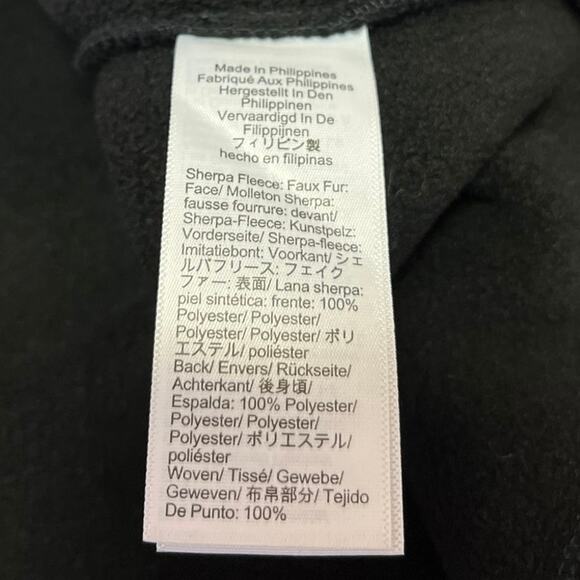 Made In Philippines
Fabriqué Aux Philippines
Hergestellt In Den
Philippinen
Vervaardigd In De
Filippijnen
フィリピン製
hecho en filipinas
Sherpa Fleece: Faux Fur:
Face/ Molleton Sherpa:
fausse fourrure: devant/
Sherpa-Fleece: Kunstpelz:
Vorderseite/ Sherpa-fleece:
Imitatiebont: Voorkant/ シェ
ルパフリース: フェイク
ファー: 表面/ Lana sherpa:
piel sintética: frente: 100%
Polyester/ Polyester/
Polyester/ Polyester/ ポリ
エステル/ poliéster
Back/ Envers/ Rückseite/
Achterkant/ 後身頃/
Espalda: 100% Polyester/
Polyester/ Polyester/
Polyester/ ポリエステル/
poliéster
Woven/ Tissé/ Gewebe/
Geweven/ 布帛部分/ Tejido
De Punto: 100%